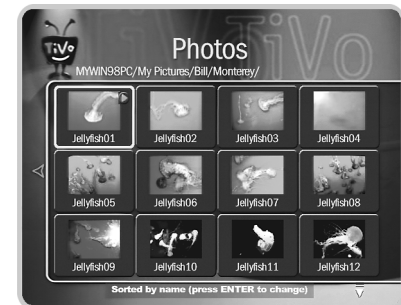 TiVo
TiVo
Photos
MYWIN98PC/My Pictures/Bill/Monterey/
Jellyfish01 Jellyfish02 Jellyfish03 Jellyfish04
Jellyfish05 Jellyfish06 Jellyfish07 Jellyfish08
Jellyfish09 Jellyfish10 Jellyfish11 Jellyfish12
Sorted by name (press ENTER to change)